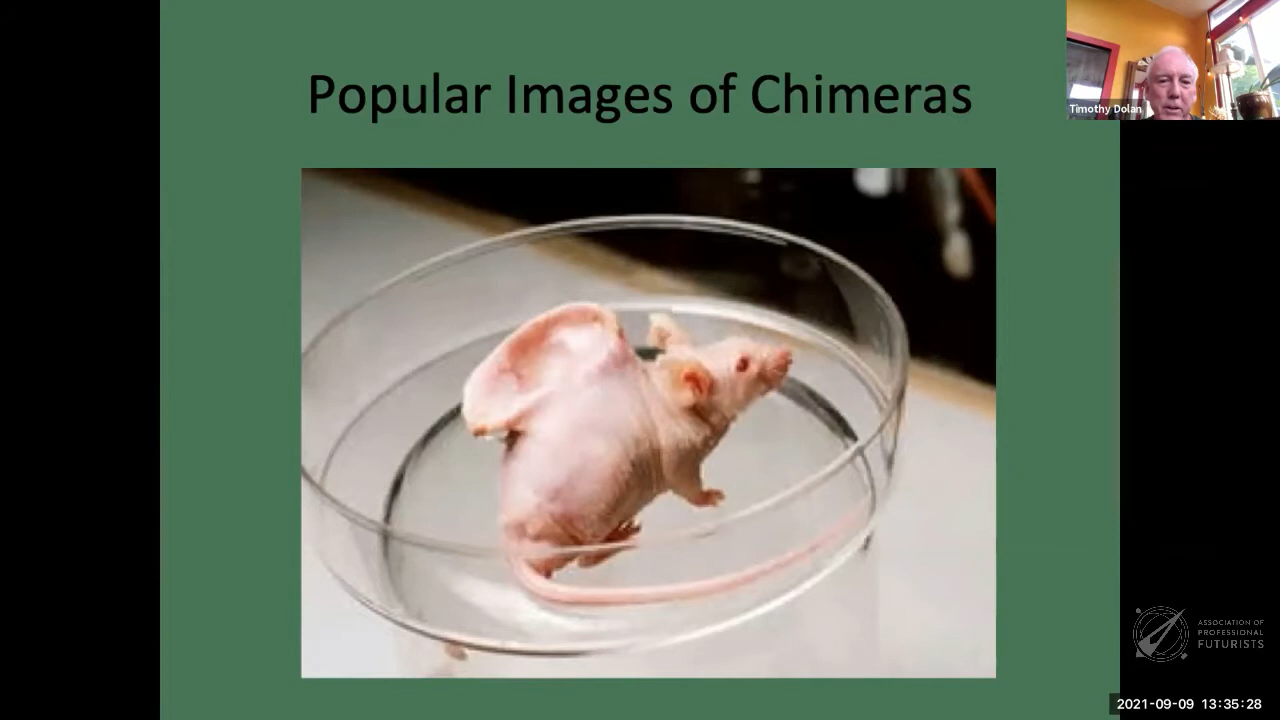 Popular Images of Chimeras
Timothy Dolan
ASSOCIATION OF
PROFESSIONAL
FUTURISTS
2021-09-09 13:35:28